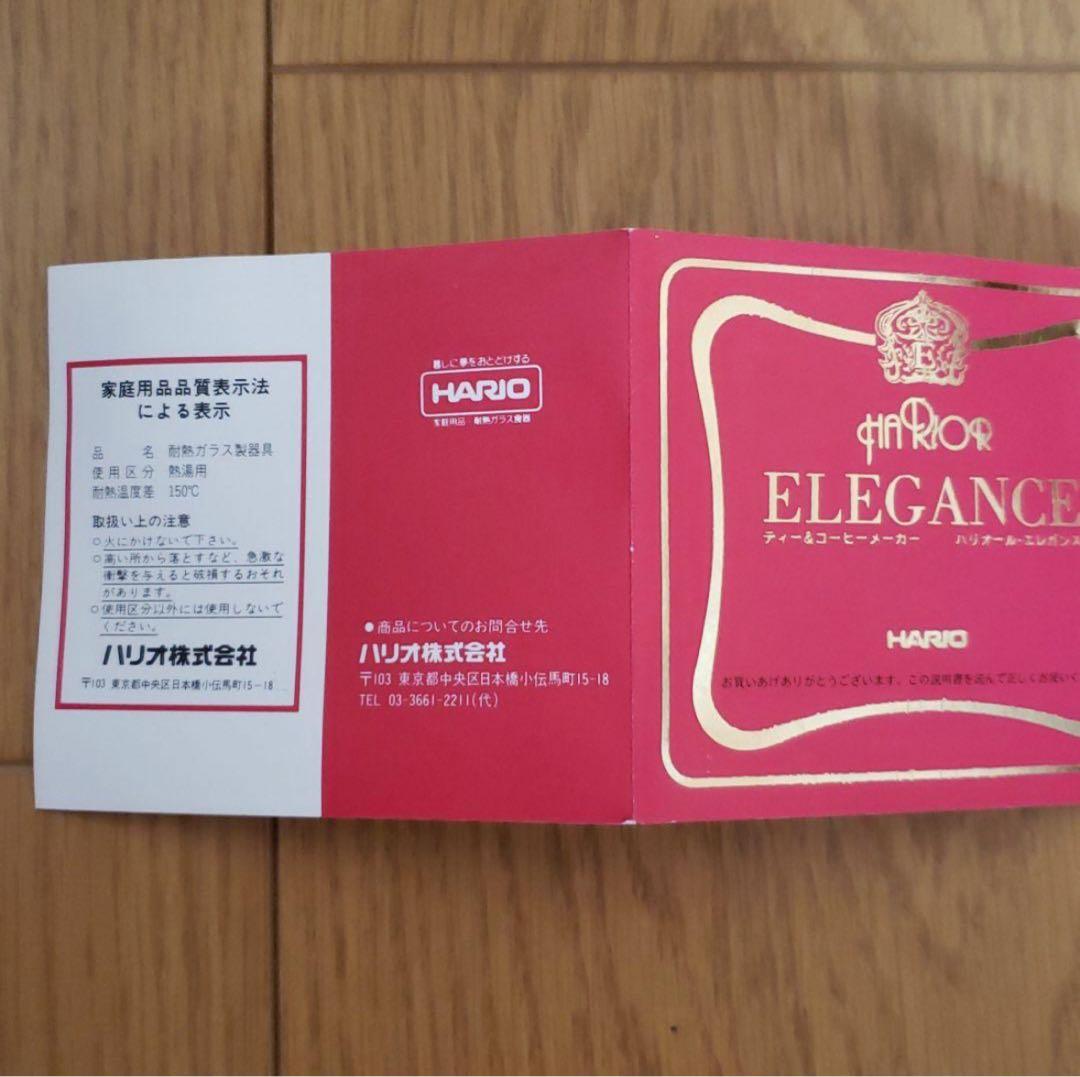 家庭用品品質表示法
による表示
品 名 耐熱ガラス製器具
使用区分 熱湯用
耐熱温度差 150℃
取扱い上の注意
○火にかけないで下さい。
○高い所から落とすなど、急激な
衝撃を与えると破損するおそれ
があります。
○使用区分以外には使用しないで
ください。
ハリオ株式会社
〒103 東京都中央区日本橋小伝馬町15-18
暮しに夢をおとどけする
HARIO
家庭用品・耐熱ガラス食器
●商品についてのお問合せ先
ハリオ株式会社
〒103 東京都中央区日本橋小伝馬町15-18
TEL 03-3661-2211(代)
E
HARIOR
ELEGANCE
ティー&コーヒーメーカー ハリオール・エレガンス
HARIO
お買いあげありがとうございます。この説明書を読んで正しくお使いく